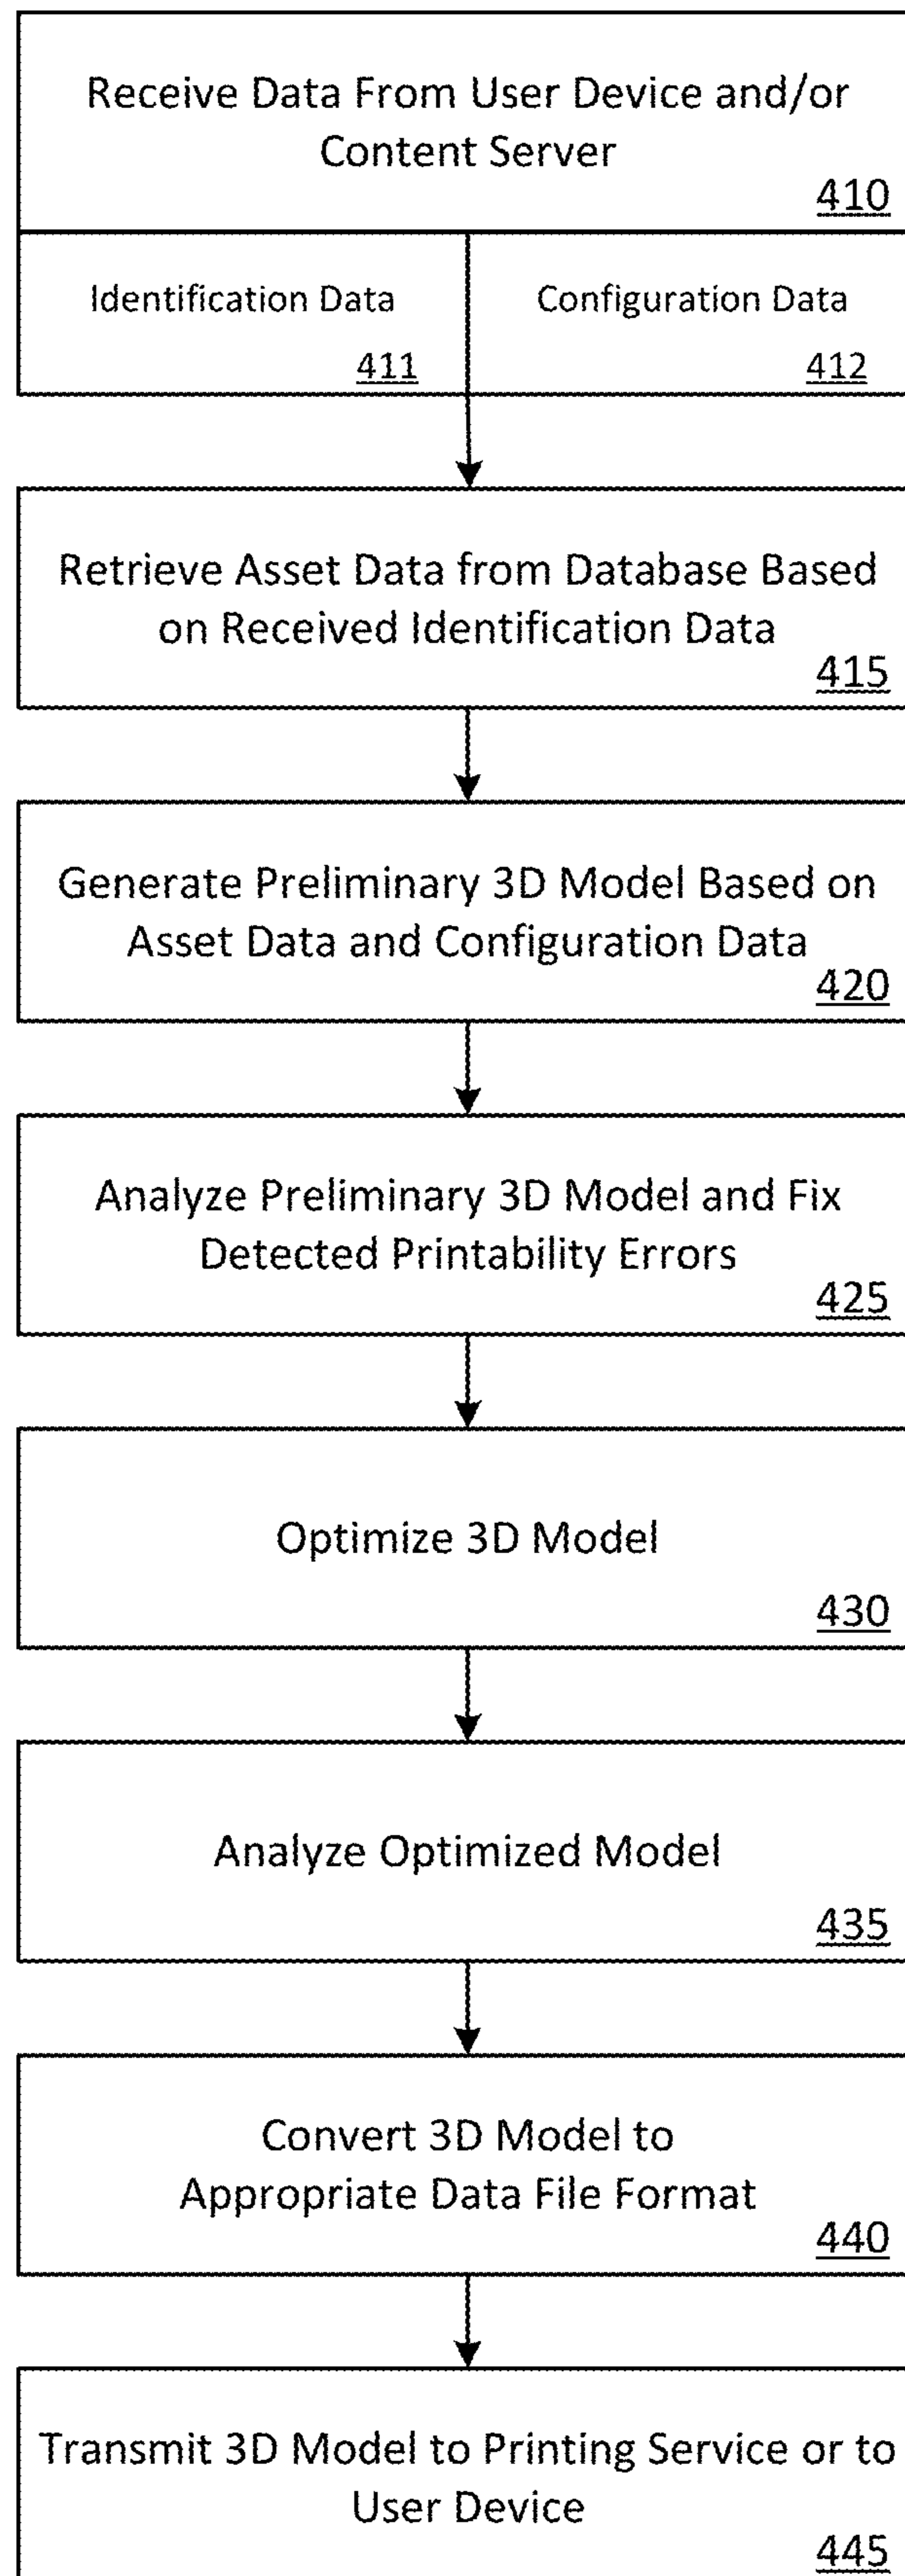 Receive Data From User Device and/or
Content Server
410
Identification Data
411
Configuration Data
412
Retrieve Asset Data from Database Based
on Received Identification Data
415
Generate Preliminary 3D Model Based on
Asset Data and Configuration Data
420
Analyze Preliminary 3D Model and Fix
Detected Printability Errors
425
Optimize 3D Model
430
Analyze Optimized Model
435
Convert 3D Model to
Appropriate Data File Format
440
Transmit 3D Model to Printing Service or to
User Device
445